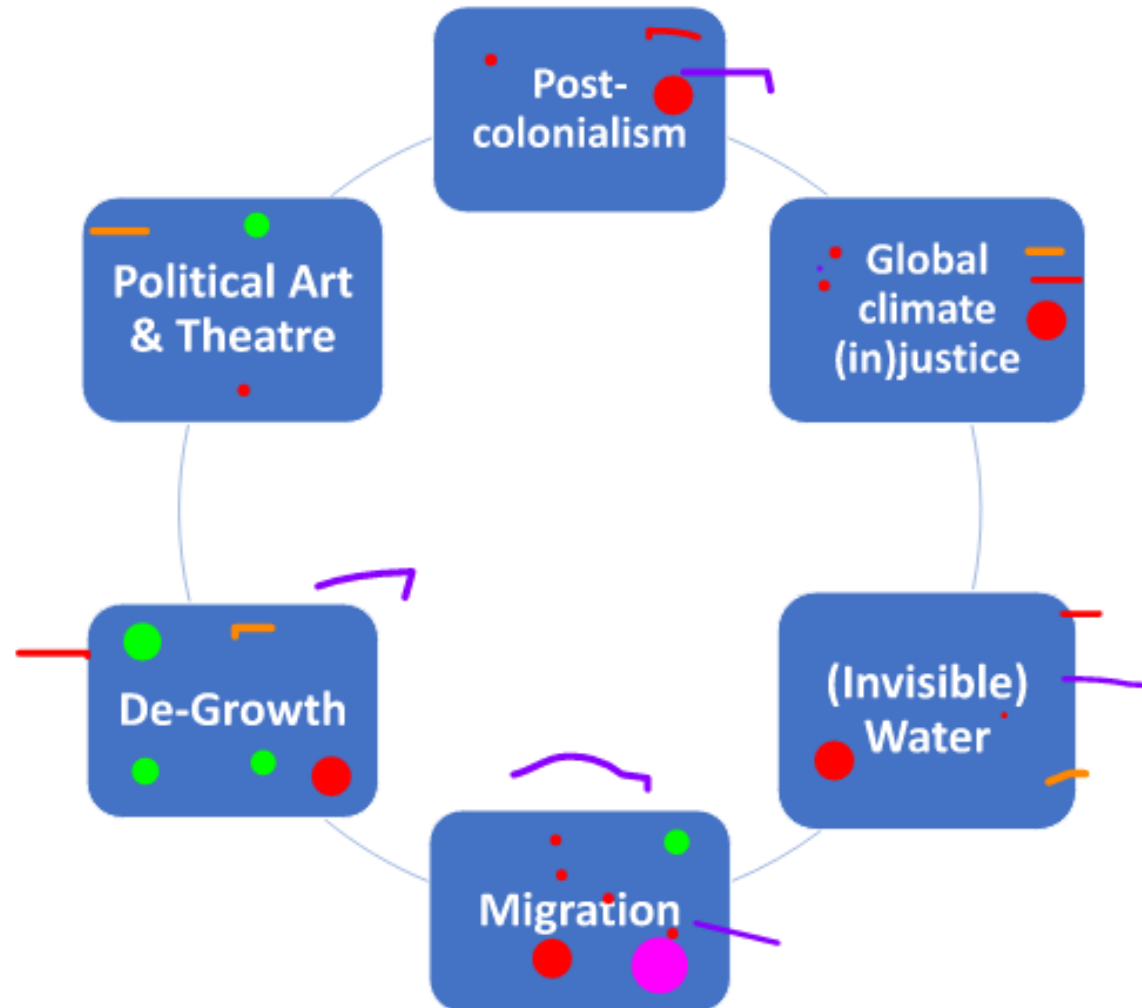 Post-
colonialism
Global
climate
(in)justice
(Invisible)
Water
Migration
De-Growth
Political Art
& Theatre